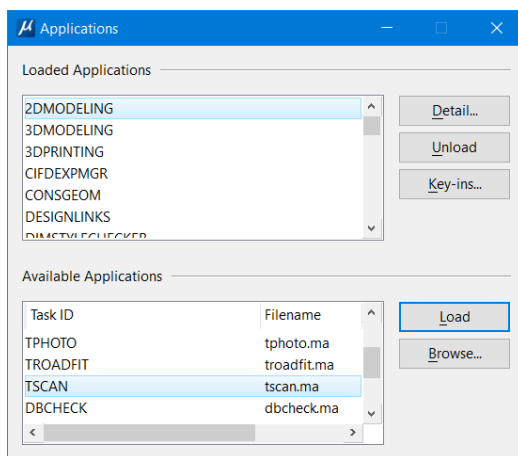 Applications
Loaded Applications
2DMODELING
3DMODELING
3DPRINTING
CIFDEXPMGR
CONSGEOM
DESIGNLINKS
DIMSTYLECHECKER
Detail...
Unload
Key-ins...
Available Applications
Task ID Filename
TPHOTO tphoto.ma
TROADFIT troadfit.ma
TSCAN tscan.ma
DBCHECK dbcheck.ma
Load
Browse...